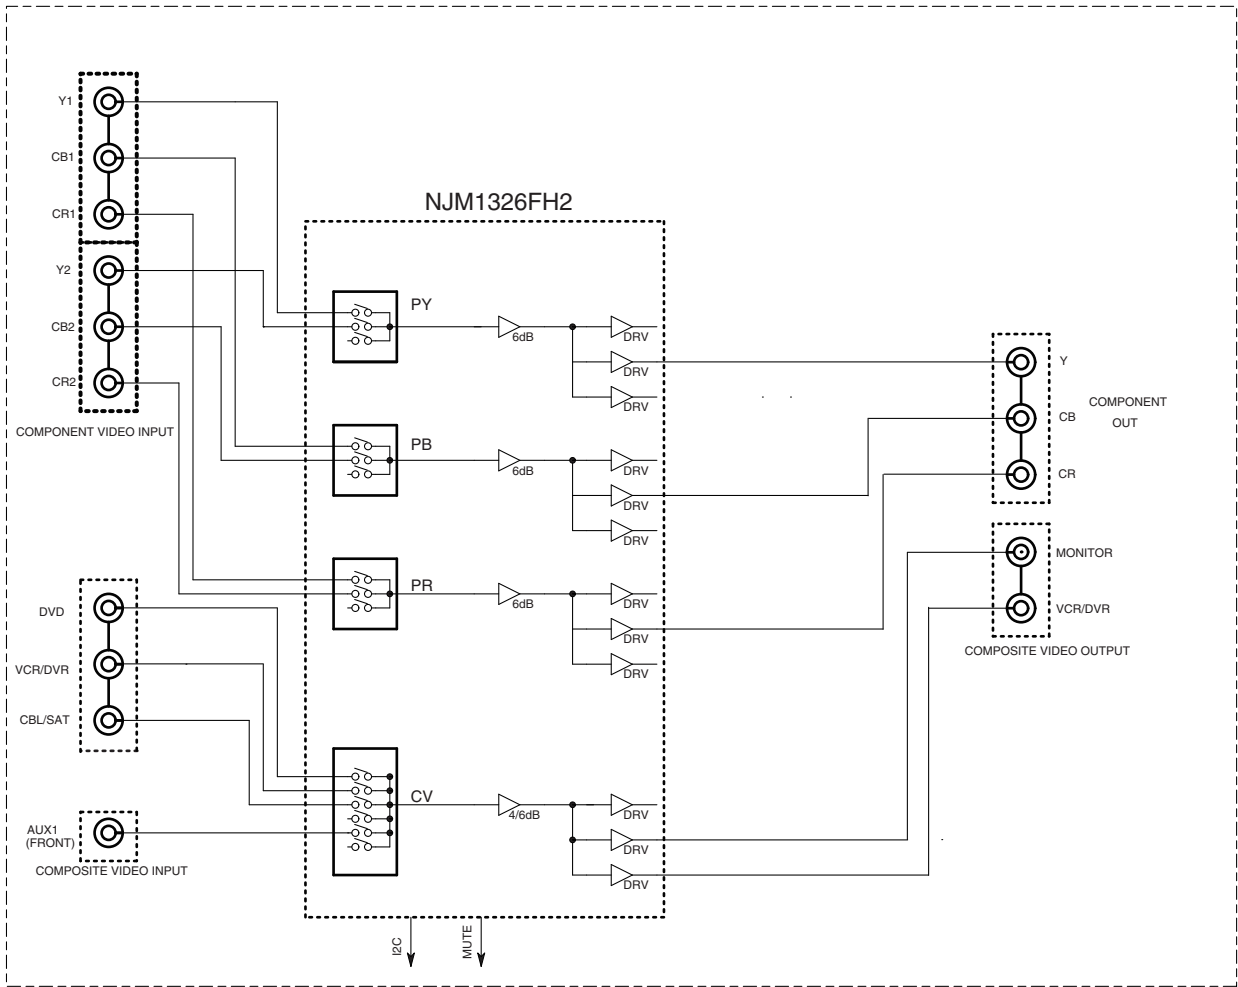 Y1
CB1
CR1
Y2
CB2
CR2
COMPONENT VIDEO INPUT
DVD
VCR/DVR
CBL/SAT
AUX1
(FRONT)
COMPOSITE VIDEO INPUT
NJM1326FH2
PY
6dB
DRV
DRV
DRV
PB
6dB
DRV
DRV
DRV
PR
6dB
DRV
DRV
DRV
CV
4/6dB
DRV
DRV
DRV
I2C
MUTE
Y
CB
CR
COMPONENT
OUT
MONITOR
VCR/DVR
COMPOSITE VIDEO OUTPUT